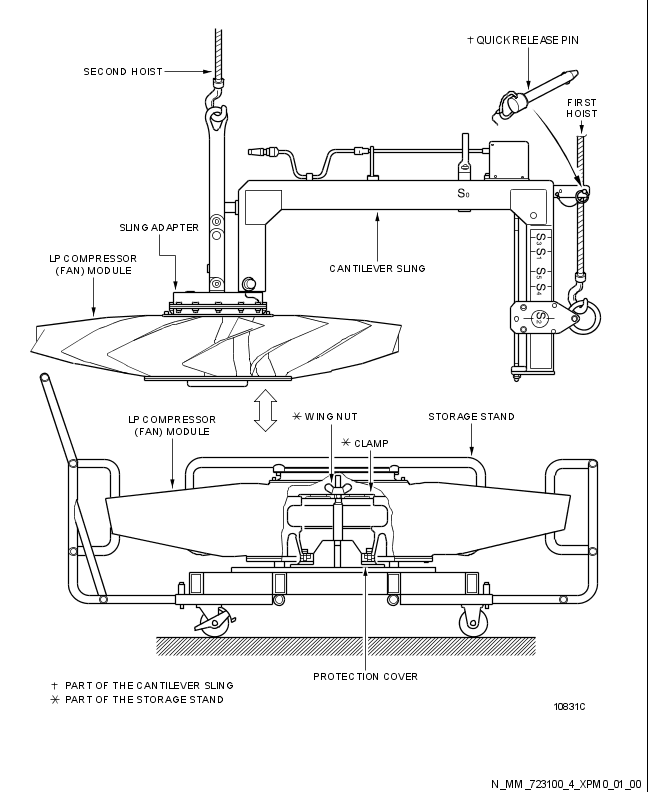 † QUICK RELEASE PIN
SECOND HOIST
FIRST
HOIST
S0
SLING ADAPTER
LP COMPRESSOR
(FAN) MODULE
CANTILEVER SLING
S3
S1
S5
S4
S2
LP COMPRESSOR
(FAN) MODULE
* WING NUT
STORAGE STAND
* CLAMP
PROTECTION COVER
† PART OF THE CANTILEVER SLING
* PART OF THE STORAGE STAND
10831C
N_MM_723100_4_XPM0_01_00